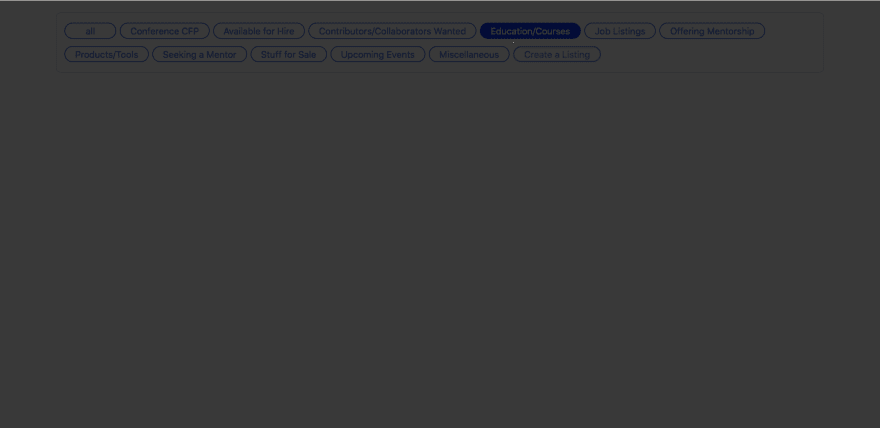 all Conference CFP Available for Hire Contributors/Collaborators Wanted Education/Courses Job Listings Offering Mentorship
Products/Tools Seeking a Mentor Stuff for Sale Upcoming Events Miscellaneous Create a Listing